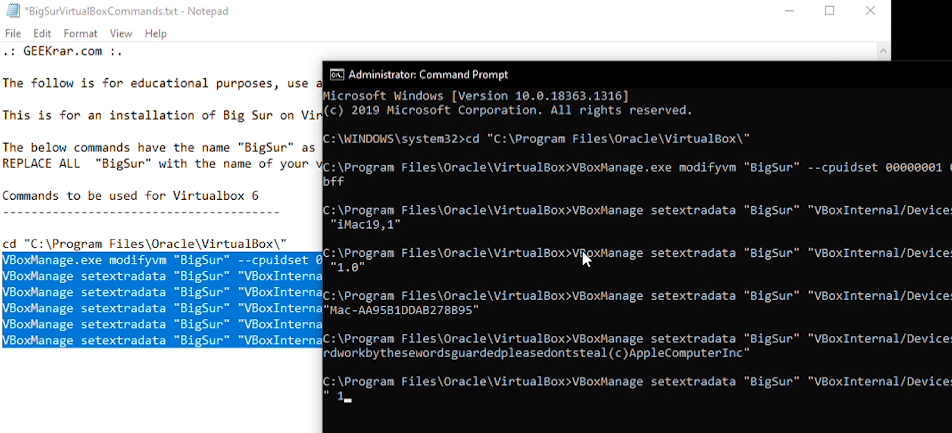 *BigSurVirtualBoxCommands.txt - Notepad
File Edit Format View Help
.: GEEKrar.com :.
The follow is for educational purposes, use a
This is for an installation of Big Sur on Vir
The below commands have the name "BigSur" as
REPLACE ALL  "BigSur" with the name of your v
Commands to be used for Virtualbox 6
---------------------------------------
cd "C:\Program Files\Oracle\VirtualBox\"
VBoxManage.exe modifyvm "BigSur" --cpuidset 0
VBoxManage setextradata "BigSur" "VBoxInterna
VBoxManage setextradata "BigSur" "VBoxInterna
VBoxManage setextradata "BigSur" "VBoxInterna
VBoxManage setextradata "BigSur" "VBoxInterna
VBoxManage setextradata "BigSur" "VBoxInterna
Administrator: Command Prompt
Microsoft Windows [Version 10.0.18363.1316]
(c) 2019 Microsoft Corporation. All rights reserved.
C:\WINDOWS\system32>cd "C:\Program Files\Oracle\VirtualBox\"
C:\Program Files\Oracle\VirtualBox>VBoxManage.exe modifyvm "BigSur" --cpuidset 00000001
bff
C:\Program Files\Oracle\VirtualBox>VBoxManage setextradata "BigSur" "VBoxInternal/Devices
"iMac19,1"
C:\Program Files\Oracle\VirtualBox>VBoxManage setextradata "BigSur" "VBoxInternal/Devices
"1.0"
C:\Program Files\Oracle\VirtualBox>VBoxManage setextradata "BigSur" "VBoxInternal/Devices
"Mac-AA95B1DDAB278B95"
C:\Program Files\Oracle\VirtualBox>VBoxManage setextradata "BigSur" "VBoxInternal/Devices
rdworkbythesewordsguardedpleasedontsteal(c)AppleComputerInc"
C:\Program Files\Oracle\VirtualBox>VBoxManage setextradata "BigSur" "VBoxInternal/Devices
" 1